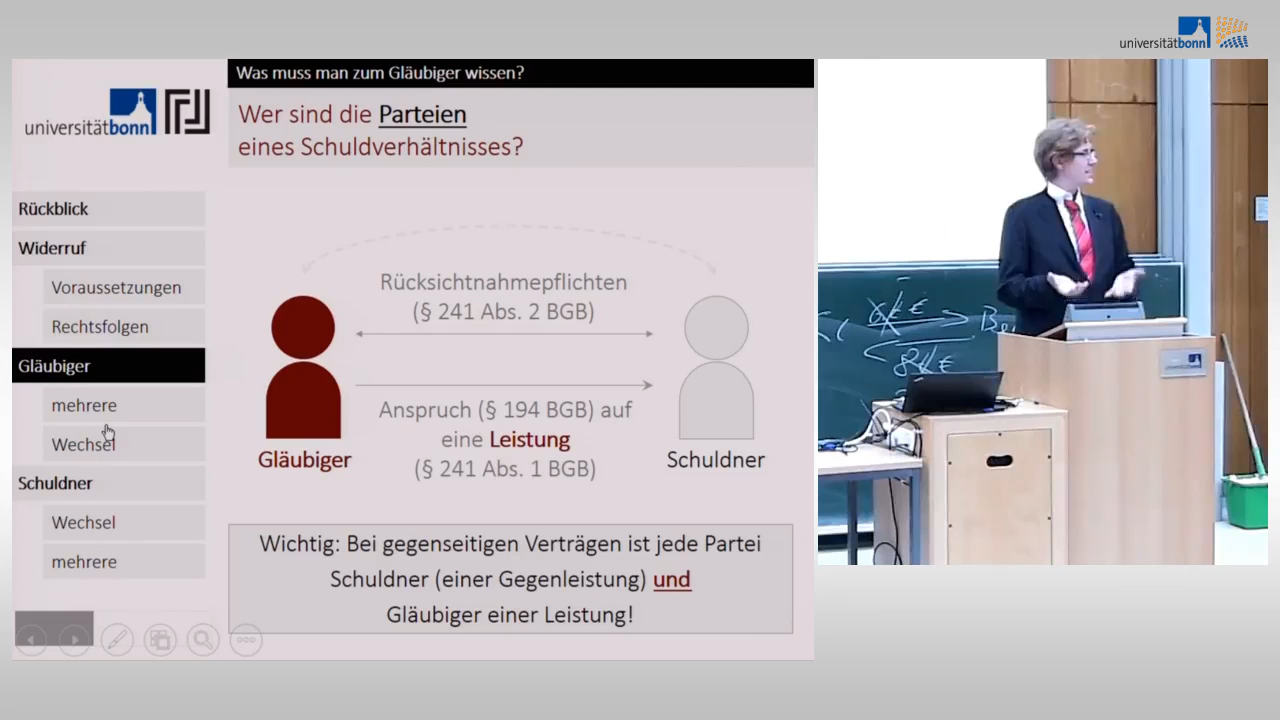 universitätbonn
Was muss man zum Gläubiger wissen?
universitätbonn
Wer sind die Parteien
eines Schuldverhältnisses?
Rückblick
Widerruf
Voraussetzungen
Rechtsfolgen
Gläubiger
mehrere
Wechsel
Schuldner
Wechsel
mehrere
Rücksichtnahmepflichten
(§ 241 Abs. 2 BGB)
Anspruch (§ 194 BGB) auf
eine Leistung
(§ 241 Abs. 1 BGB)
Gläubiger
Schuldner
Wichtig: Bei gegenseitigen Verträgen ist jede Partei
Schuldner (einer Gegenleistung) und
Gläubiger einer Leistung!